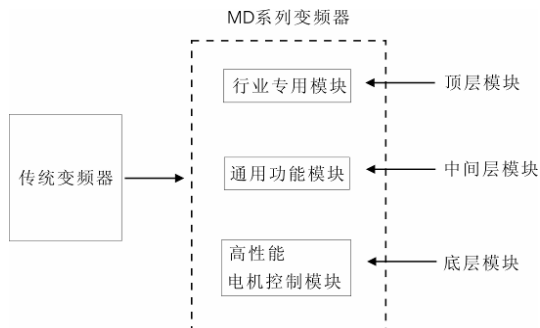 MD系列变频器
行业专用模块
顶层模块
传统变频器
通用功能模块
中间层模块
高性能
电机控制模块
底层模块